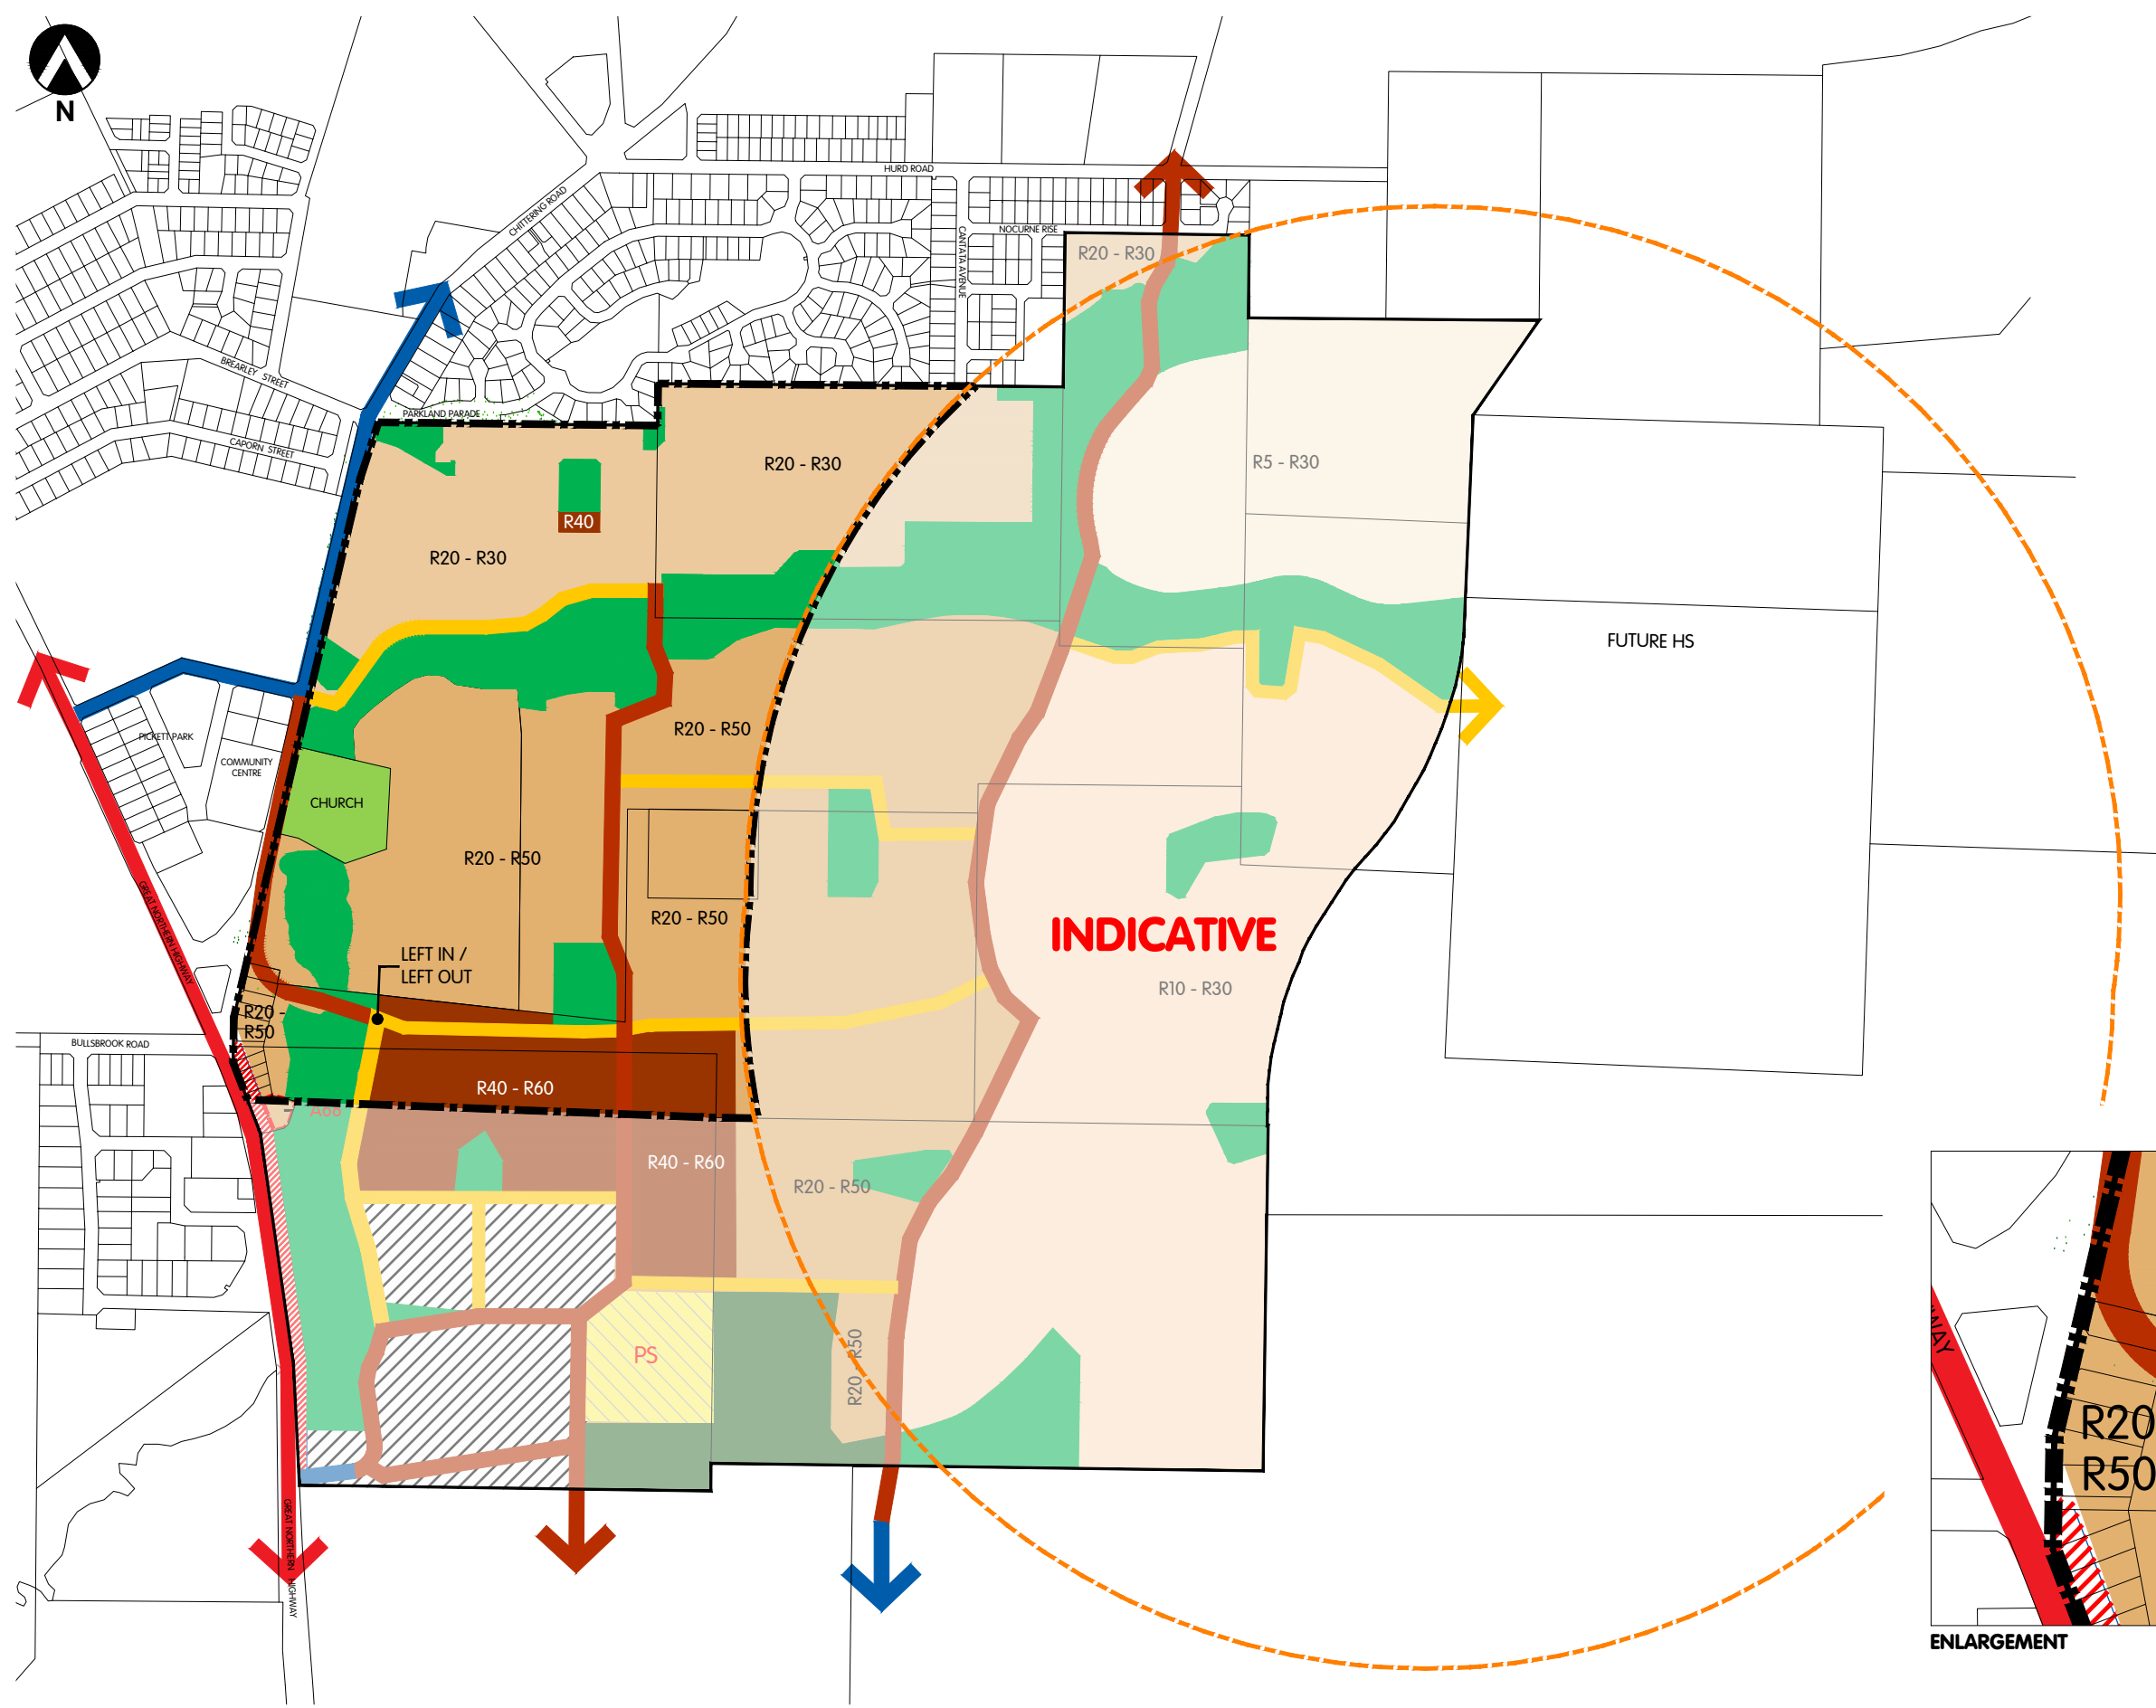 N
HURD ROAD
CHITTERING ROAD
NOCURNE RISE
CANTATA AVENUE
R20 - R30
BREARLEY STREET
PARKLAND PARADE
CAPORN STREET
R20 - R30
R5 - R30
R40
R20 - R30
FUTURE HS
PICKETT PARK
COMMUNITY
CENTRE
R20 - R50
CHURCH
R20 - R50
GREAT NORTHERN HIGHWAY
R20 - R50
INDICATIVE
LEFT IN /
LEFT OUT
R10 - R30
R20 -
R50
BULLSBROOK ROAD
R40 - R60
A68
R40 - R60
R20 - R50
PS
R20 - R50
GREAT NORTHERN HIGHWAY
WAY
R20
R50
ENLARGEMENT